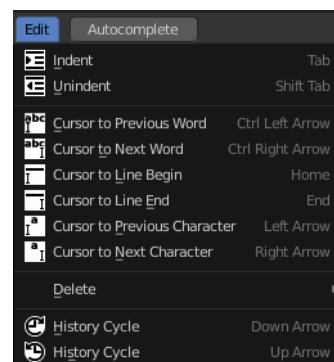 Edit Autocomplete
Indent
Unindent Shift Tab
Cursor to Previous Word Ctrl Left Arrow
Cursor to Next Word Ctrl Right Arrow
Cursor to Line Begin Home
Cursor to Line End End
Cursor to Previous Character Left Arrow
Cursor to Next Character Right Arrow
Delete
History Cycle Down Arrow
History Cycle Up Arrow